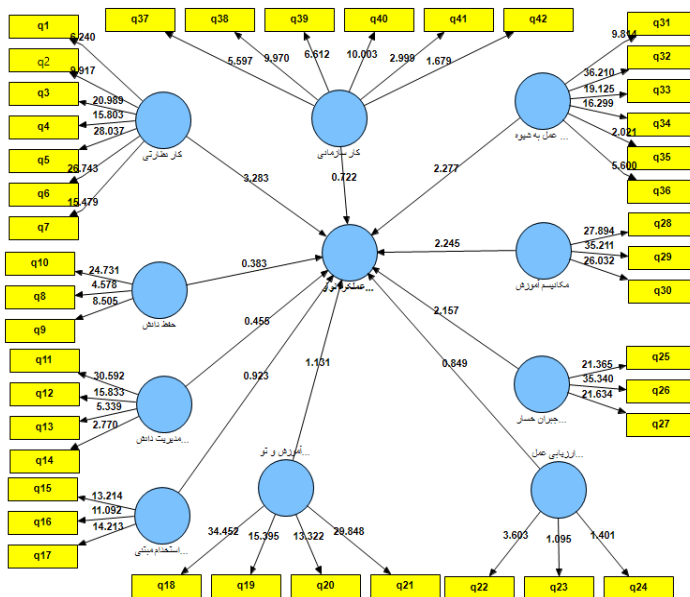 q1
q2
q3
q4
q5
q6
q7
6.240
9.917
20.989
15.803
28.037
26.743
15.479
کار نظارتی
3.283
q37
q38
q39
q40
q41
q42
5.597
9.970
6.612
10.003
2.999
1.679
کار سازمانی
0.722
q31
q32
q33
q34
q35
q36
9.814
36.210
19.125
16.299
2.021
5.600
عمل به شیوه ...
2.277
q28
q29
q30
27.894
35.211
26.032
مکانیسم اموزش
2.245
q10
q8
q9
24.731
4.578
8.505
حفظ دانش
0.383
q11
q12
q13
q14
30.592
15.833
5.339
2.770
مدیریت دانش...
0.455
q15
q16
q17
13.214
11.092
14.213
استخدام مبتنی...
0.923
آموزش و تو...
1.131
34.452
15.395
13.322
29.848
q18
q19
q20
q21
q25
q26
q27
21.365
35.340
21.634
جبران خسار...
2.157
ارزیابی عمل...
0.849
3.603
1.095
1.401
q22
q23
q24